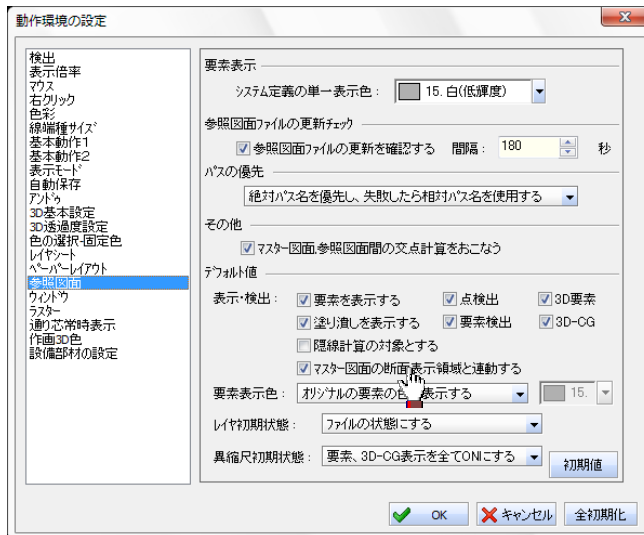 動作環境の設定
検出
表示倍率
マウス
右クリック
色彩
線端種サイズ
基本動作1
基本動作2
表示モード
自動保存
アンドゥ
3D基本設定
3D透過度設定
色の選択-固定色
レイヤシート
ペーパーレイアウト
参照図面
ウィンドウ
ラスター
通り芯常時表示
作画3D色
設備部材の設定
要素表示
システム定義の単一表示色： 15. 白(低輝度)
参照図面ファイルの更新チェック
参照図面ファイルの更新を確認する 間隔： 180 秒
パスの優先
絶対パス名を優先し、失敗したら相対パス名を使用する
その他
マスター図面,参照図面間の交点計算をおこなう
デフォルト値
表示・検出： 要素を表示する 点検出 3D要素
塗り潰しを表示する 要素検出 3D-CG
隠線計算の対象とする
マスター図面の断面表示領域と連動する
要素表示色： オリジナルの要素の色 表示する 15.
レイヤ初期状態： ファイルの状態にする
異縮尺初期状態： 要素、3D-CG表示を全てONにする 初期値
OK キャンセル 全初期化